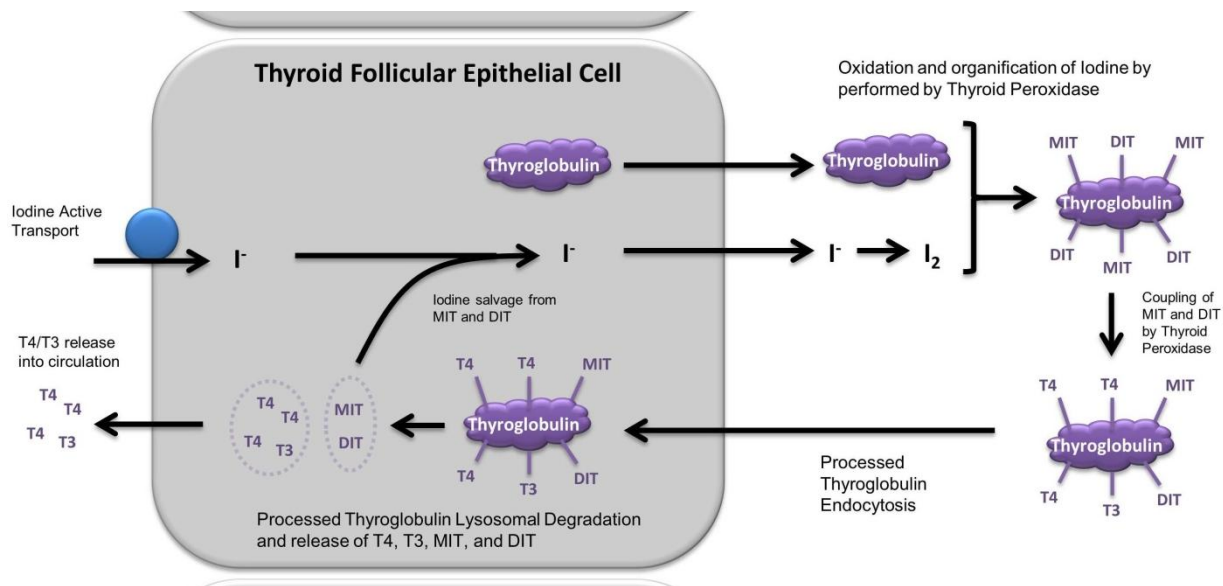 Thyroid Follicular Epithelial Cell
Oxidation and organification of Iodine by
performed by Thyroid Peroxidase
Thyroglobulin
Thyroglobulin
MIT
DIT
MIT
Thyroglobulin
DIT
MIT
DIT
Iodine Active
Transport
I-
I-
I-
I2
Iodine salvage from
MIT and DIT
Coupling of
MIT and DIT
by Thyroid
Peroxidase
T4/T3 release
into circulation
T4
T4
T4
T3
T4
T4
T4
T3
MIT
DIT
T4
T4
MIT
Thyroglobulin
T4
T3
DIT
T4
T4
MIT
Thyroglobulin
T4
T3
DIT
Processed
Thyroglobulin
Endocytosis
Processed Thyroglobulin Lysosomal Degradation
and release of T4, T3, MIT, and DIT